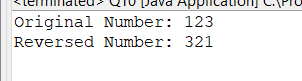 <terminated> Q10 [Java Application] C:\Pro
Original Number: 123
Reversed Number: 321